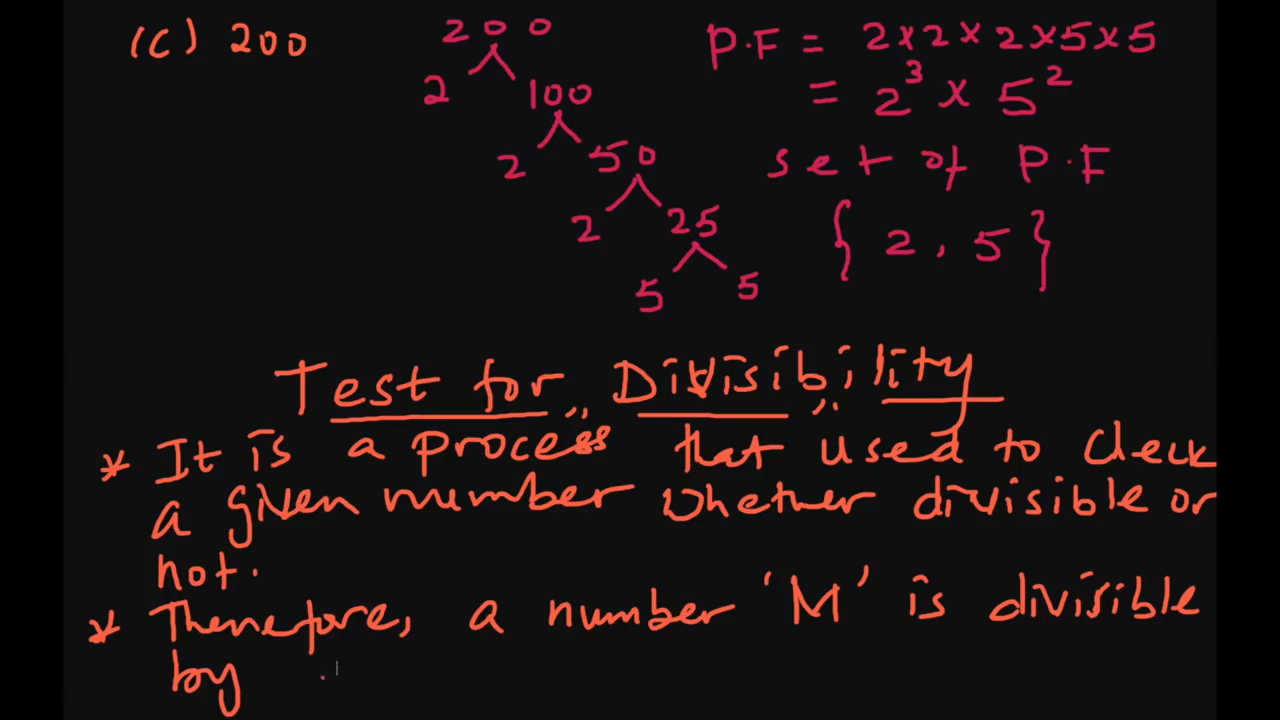 (c) 200
200
2 100
2 50
2 25
5 5
P.F = 2×2×2×5×5
= 2³ × 5²
set of P.F
{2, 5}
Test for Divisibility
* It is a process that used to check
a given number whether divisible or
not.
* Therefore, a number 'M' is divisible
by